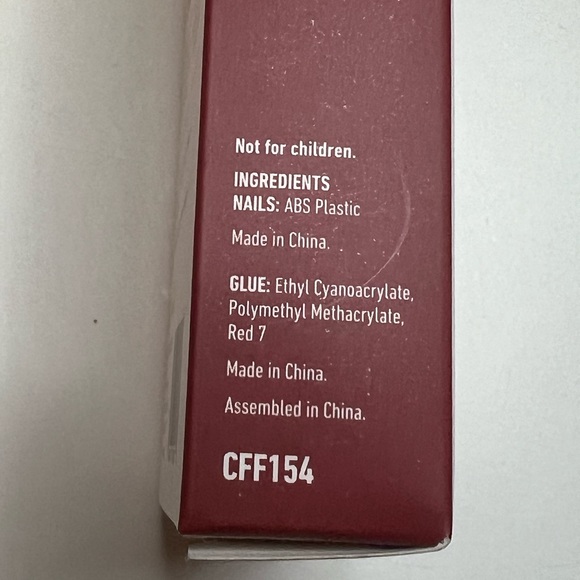 Not for children.
INGREDIENTS
NAILS: ABS Plastic
Made in China.
GLUE: Ethyl Cyanoacrylate,
Polymethyl Methacrylate,
Red 7
Made in China.
Assembled in China.
CFF154